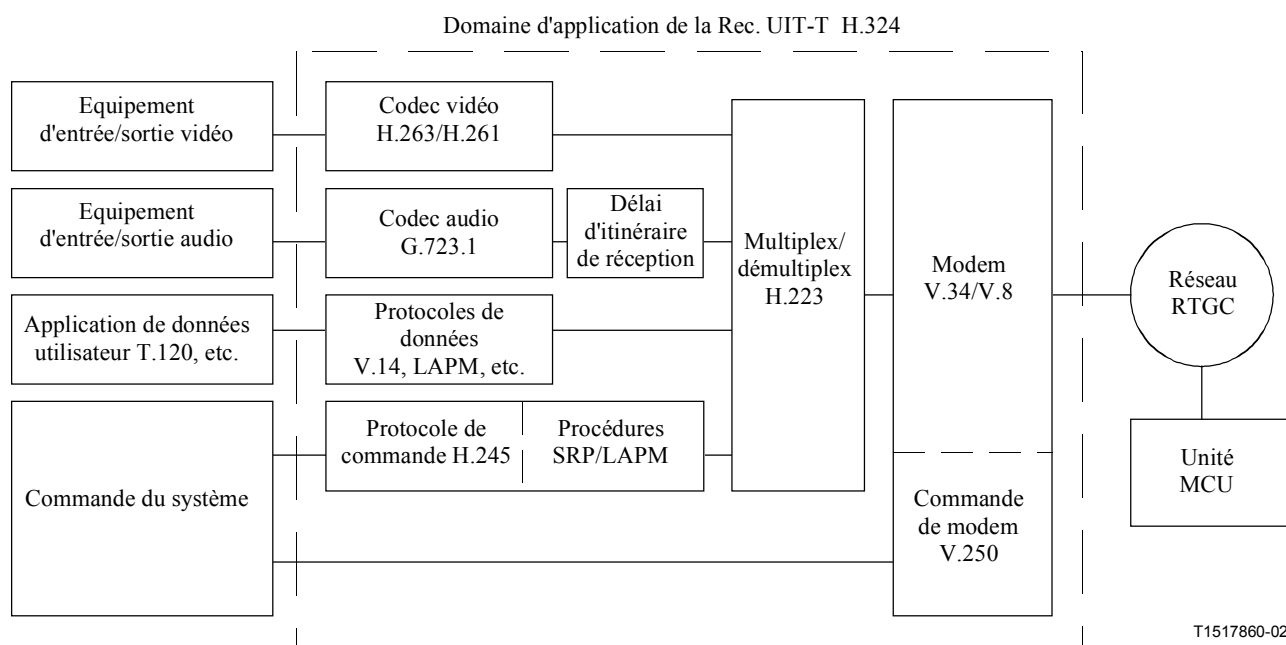 Domaine d'application de la Rec. UIT-T H.324
Equipement
d'entrée/sortie vidéo
Codec vidéo
H.263/H.261
Equipement
d'entrée/sortie audio
Codec audio
G.723.1
Délai
d'itinéraire
de réception
Multiplex/
démultiplex
H.223
Modem
V.34/V.8
Réseau
RTGC
Application de données
utilisateur T.120, etc.
Protocoles de
données
V.14, LAPM, etc.
Commande du système
Protocole de
commande H.245
Procédures
SRP/LAPM
Commande
de modem
V.250
Unité
MCU
T1517860-02